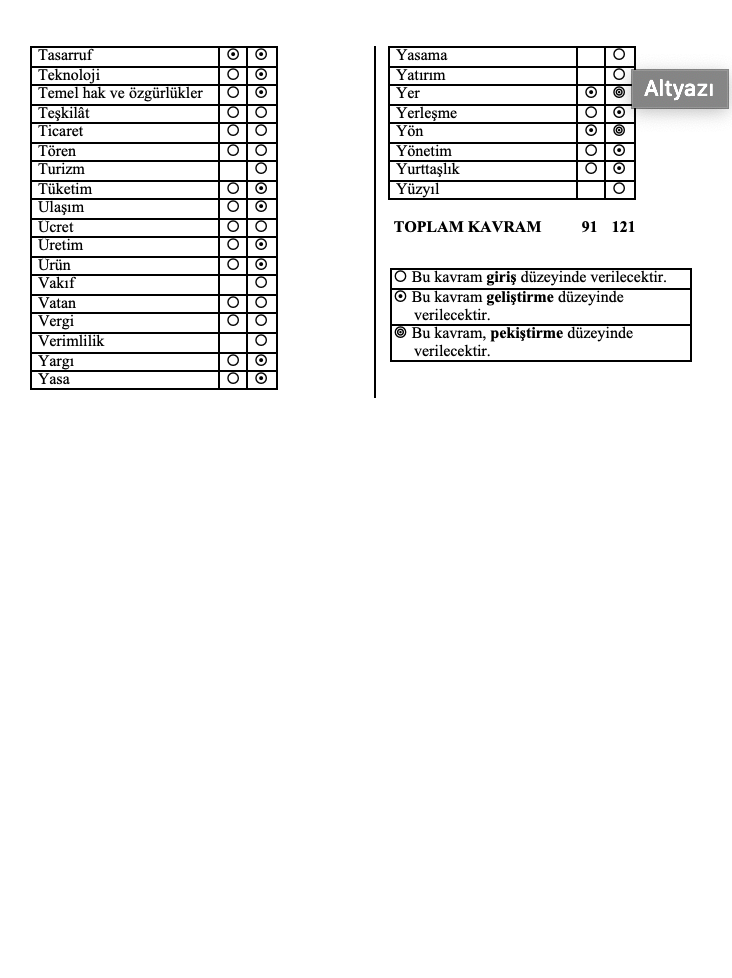 Tasarruf ⊙ ⊙
Teknoloji ○ ⊙
Temel hak ve özgürlükler ○ ⊙
Teşkilât ○ ○
Ticaret ○ ○
Tören ○ ○
Turizm ○
Tüketim ○ ⊙
Ulaşım ○ ⊙
Ücret ○ ○
Üretim ○ ⊙
Ürün ○ ⊙
Vakıf ○
Vatan ○ ○
Vergi ○ ○
Verimlilik ○
Yargı ○ ⊙
Yasa ○ ⊙
Yasama ○
Yatırım ○
Yer ⊙ ◎
Yerleşme ○ ⊙
Yön ⊙ ◎
Yönetim ○ ⊙
Yurttaşlık ○ ⊙
Yüzyıl ○
TOPLAM KAVRAM 91 121
○ Bu kavram giriş düzeyinde verilecektir.
⊙ Bu kavram geliştirme düzeyinde
verilecektir.
◎ Bu kavram, pekiştirme düzeyinde
verilecektir.
Altyazı